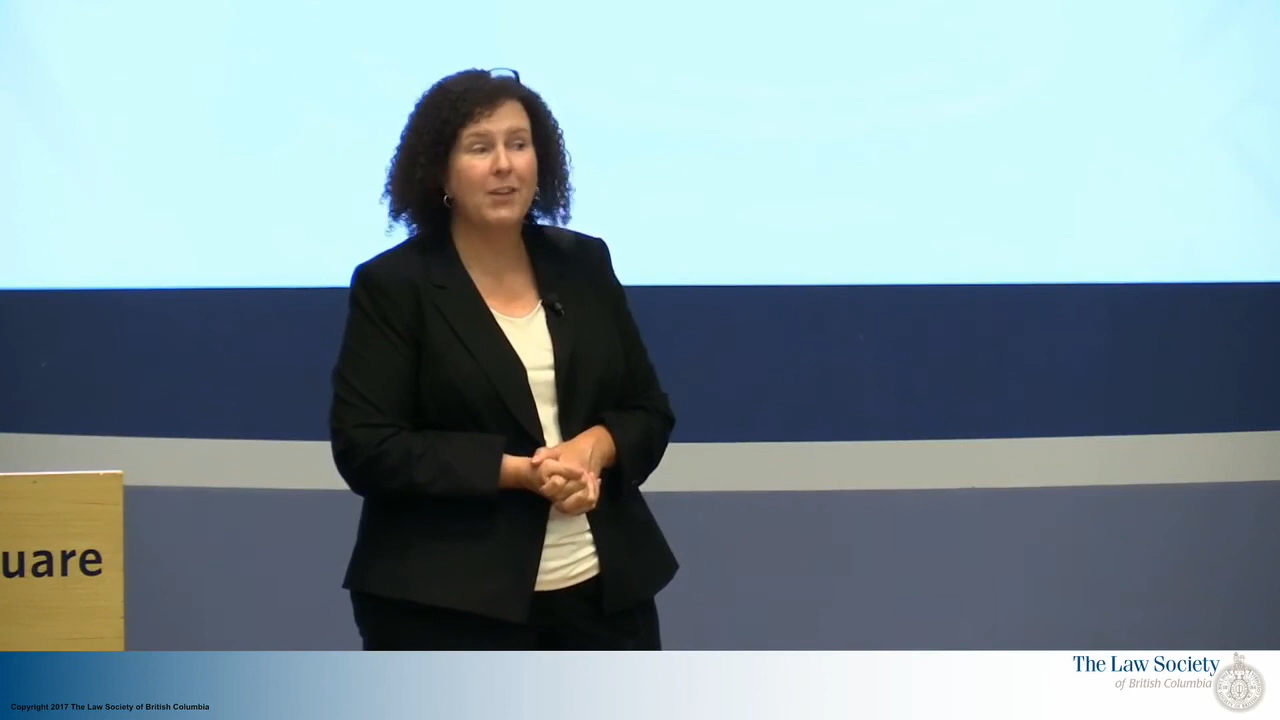 uare
The Law Society
of British Columbia
Copyright 2017 The Law Society of British Columbia